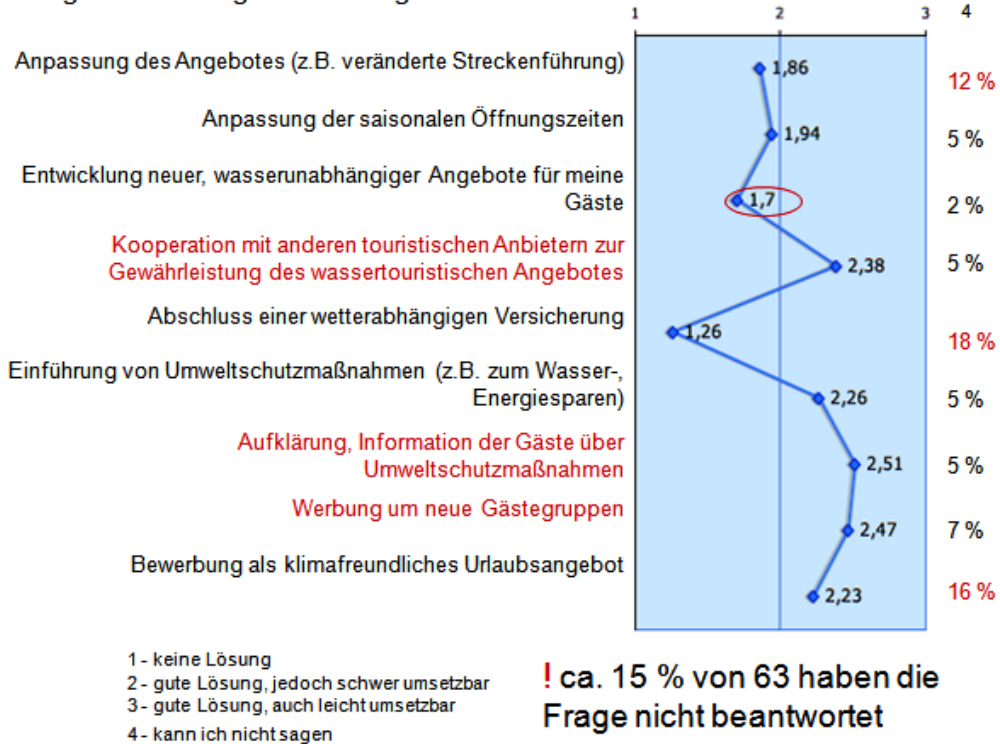 1 2 3 4
Anpassung des Angebotes (z.B. veränderte Streckenführung)
1,86
12 %
Anpassung der saisonalen Öffnungszeiten
1,94
5 %
Entwicklung neuer, wasserunabhängiger Angebote für meine
Gäste
1,7
2 %
Kooperation mit anderen touristischen Anbietern zur
Gewährleistung des wassertouristischen Angebotes
2,38
5 %
Abschluss einer wetterabhängigen Versicherung
1,26
18 %
Einführung von Umweltschutzmaßnahmen (z.B. zum Wasser-,
Energiesparen)
2,26
5 %
Aufklärung, Information der Gäste über
Umweltschutzmaßnahmen
2,51
5 %
Werbung um neue Gästegruppen
2,47
7 %
Bewerbung als klimafreundliches Urlaubsangebot
2,23
16 %
1 - keine Lösung
2 - gute Lösung, jedoch schwer umsetzbar
3 - gute Lösung, auch leicht umsetzbar
4 - kann ich nicht sagen
! ca. 15 % von 63 haben die
Frage nicht beantwortet